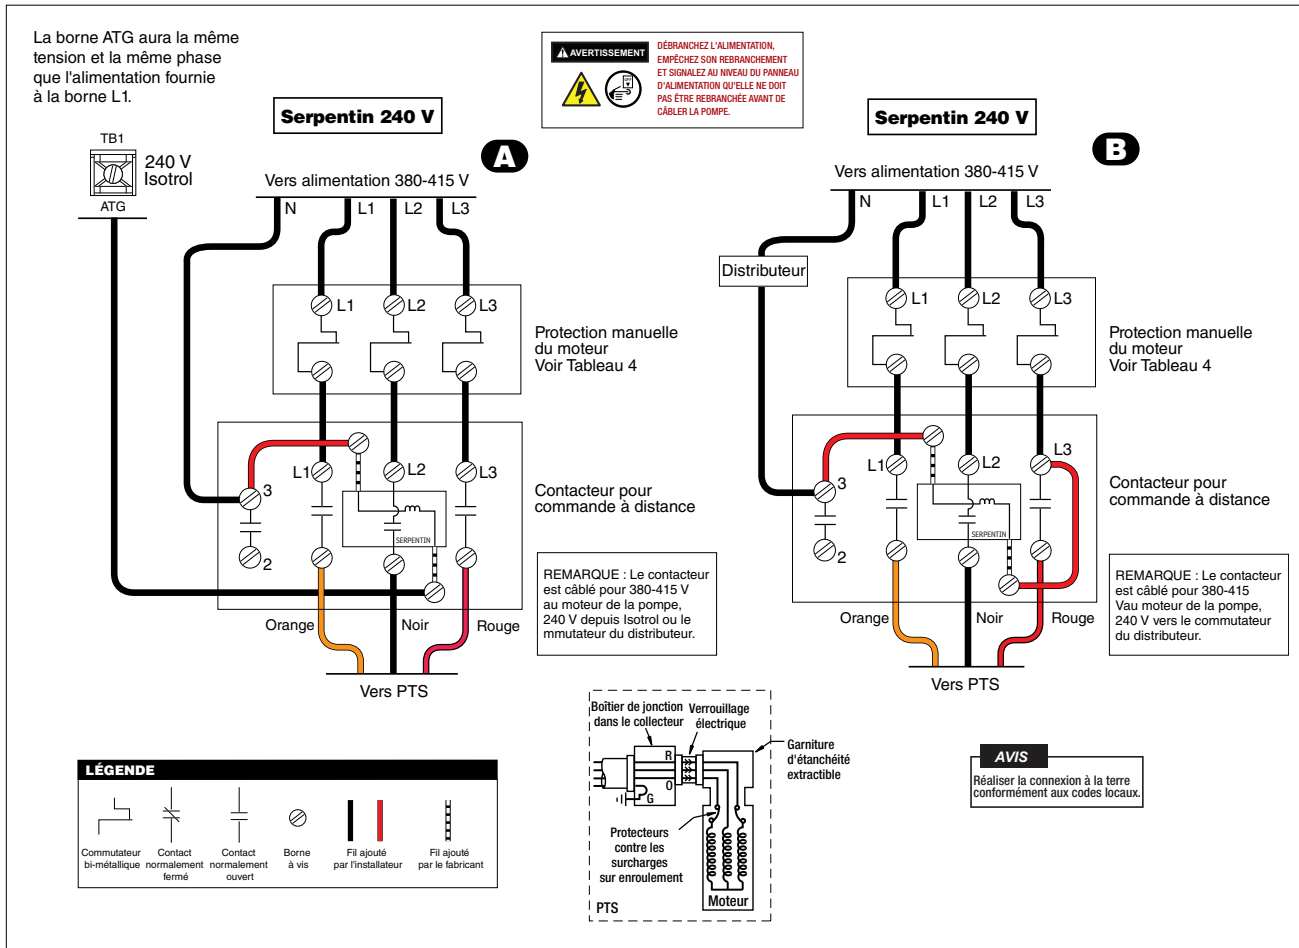 La borne ATG aura la même
tension et la même phase
que l'alimentation fournie
à la borne L1.
AVERTISSEMENT
DÉBRANCHEZ L'ALIMENTATION,
EMPÊCHEZ SON REBRANCHEMENT
ET SIGNALEZ AU NIVEAU DU PANNEAU
D'ALIMENTATION QU'ELLE NE DOIT
PAS ÊTRE REBRANCHÉE AVANT DE
CÂBLER LA POMPE.
OFF
Serpentin 240 V
A
TB1
240 V
Isotrol
ATG
Vers alimentation 380-415 V
N L1 L2 L3
L1 L2 L3
Protection manuelle
du moteur
Voir Tableau 4
3
L1 L2 L3
SERPENTIN
2
Contacteur pour
commande à distance
Orange Noir Rouge
Vers PTS
REMARQUE : Le contacteur
est câblé pour 380-415 V
au moteur de la pompe,
240 V depuis Isotrol ou le
mmutateur du distributeur.
Serpentin 240 V
B
Vers alimentation 380-415 V
N L1 L2 L3
Distributeur
L1 L2 L3
Protection manuelle
du moteur
Voir Tableau 4
3
L1 L2 L3
SERPENTIN
2
Contacteur pour
commande à distance
Orange Noir Rouge
Vers PTS
REMARQUE : Le contacteur
est câblé pour 380-415
Vau moteur de la pompe,
240 V vers le commutateur
du distributeur.
LÉGENDE
Commutateur
bi-métallique
Contact
normalement
fermé
Contact
normalement
ouvert
Borne
à vis
Fil ajouté
par l'installateur
Fil ajouté
par le fabricant
Boîtier de jonction
dans le collecteur
Verrouillage
électrique
R
O
G
Garniture
d'étanchéité
extractible
Protecteurs
contre les
surcharges
sur enroulement
Moteur
PTS
AVIS
Réaliser la connexion à la terre
conformément aux codes locaux.